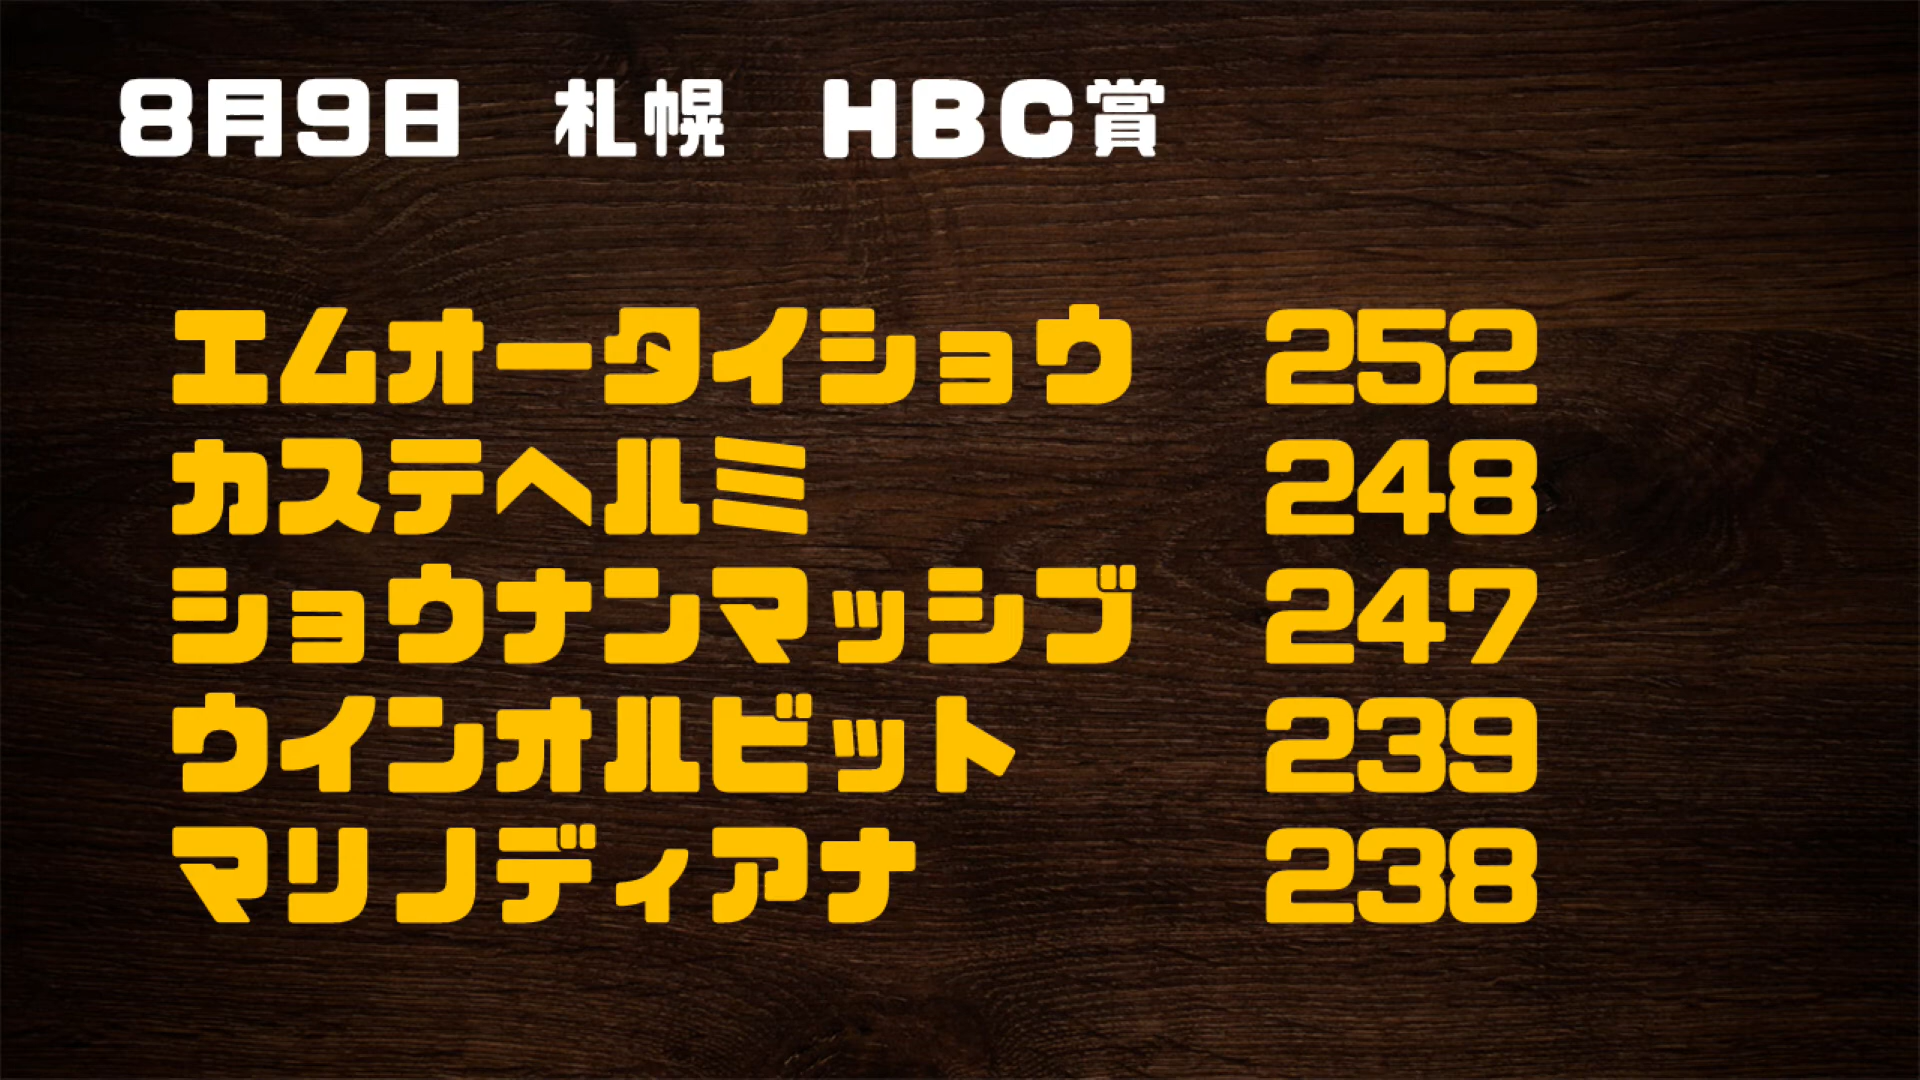 8月9日　札幌　HBC賞
エムオータイショウ　252
カステヘルミ　248
ショウナンマッシブ　247
ウインオルビット　239
マリノディアナ　238